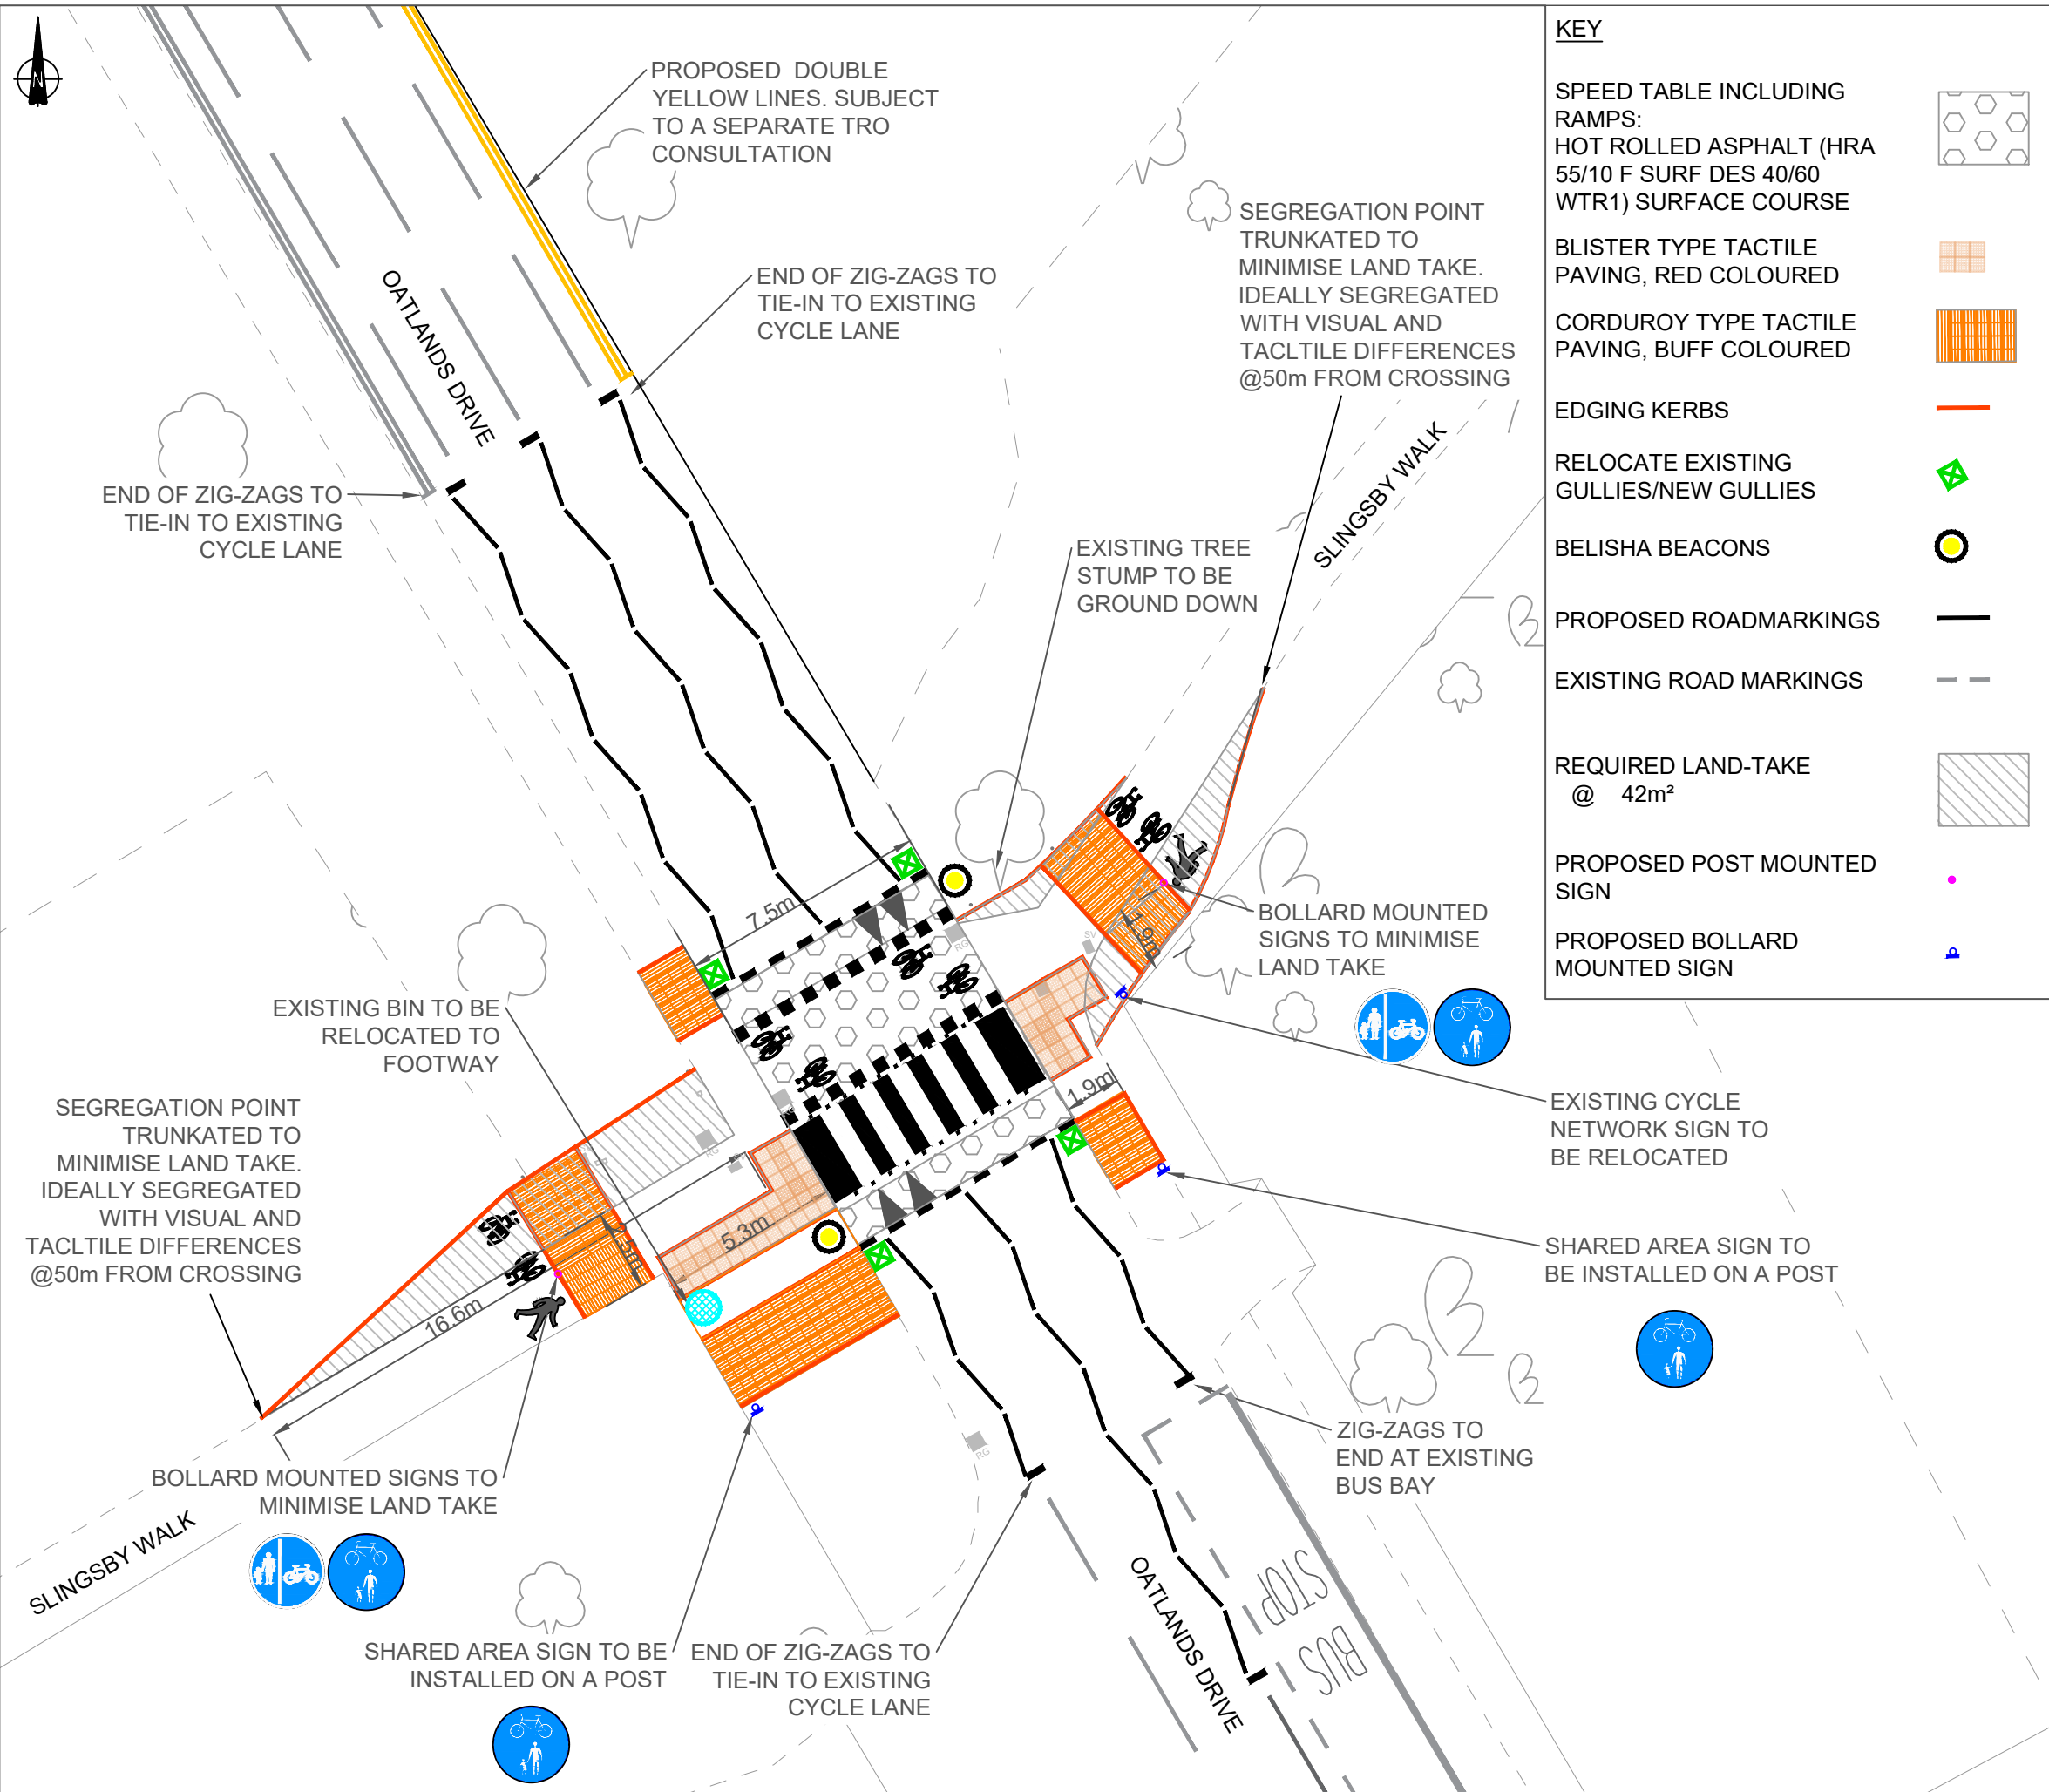 N
PROPOSED DOUBLE
YELLOW LINES. SUBJECT
TO A SEPARATE TRO
CONSULTATION
END OF ZIG-ZAGS TO
TIE-IN TO EXISTING
CYCLE LANE
SEGREGATION POINT
TRUNKATED TO
MINIMISE LAND TAKE.
IDEALLY SEGREGATED
WITH VISUAL AND
TACLTILE DIFFERENCES
@50m FROM CROSSING
OATLANDS DRIVE
SLINGSBY WALK
END OF ZIG-ZAGS TO
TIE-IN TO EXISTING
CYCLE LANE
EXISTING TREE
STUMP TO BE
GROUND DOWN
7.5m
RG
SV
1.9m
BOLLARD MOUNTED
SIGNS TO MINIMISE
LAND TAKE
EXISTING BIN TO BE
RELOCATED TO
FOOTWAY
1.9m
RG
RG
EXISTING CYCLE
NETWORK SIGN TO
BE RELOCATED
SEGREGATION POINT
TRUNKATED TO
MINIMISE LAND TAKE.
IDEALLY SEGREGATED
WITH VISUAL AND
TACLTILE DIFFERENCES
@50m FROM CROSSING
5.3m
16.6m
SHARED AREA SIGN TO
BE INSTALLED ON A POST
RG
ZIG-ZAGS TO
END AT EXISTING
BUS BAY
BOLLARD MOUNTED SIGNS TO
MINIMISE LAND TAKE
SLINGSBY WALK
SHARED AREA SIGN TO BE
INSTALLED ON A POST
END OF ZIG-ZAGS TO
TIE-IN TO EXISTING
CYCLE LANE
OATLANDS DRIVE
BUS
STOP
KEY
SPEED TABLE INCLUDING
RAMPS:
HOT ROLLED ASPHALT (HRA
55/10 F SURF DES 40/60
WTR1) SURFACE COURSE
BLISTER TYPE TACTILE
PAVING, RED COLOURED
CORDUROY TYPE TACTILE
PAVING, BUFF COLOURED
EDGING KERBS
RELOCATE EXISTING
GULLIES/NEW GULLIES
BELISHA BEACONS
PROPOSED ROADMARKINGS
EXISTING ROAD MARKINGS
REQUIRED LAND-TAKE
@ 42m²
PROPOSED POST MOUNTED
SIGN
PROPOSED BOLLARD
MOUNTED SIGN